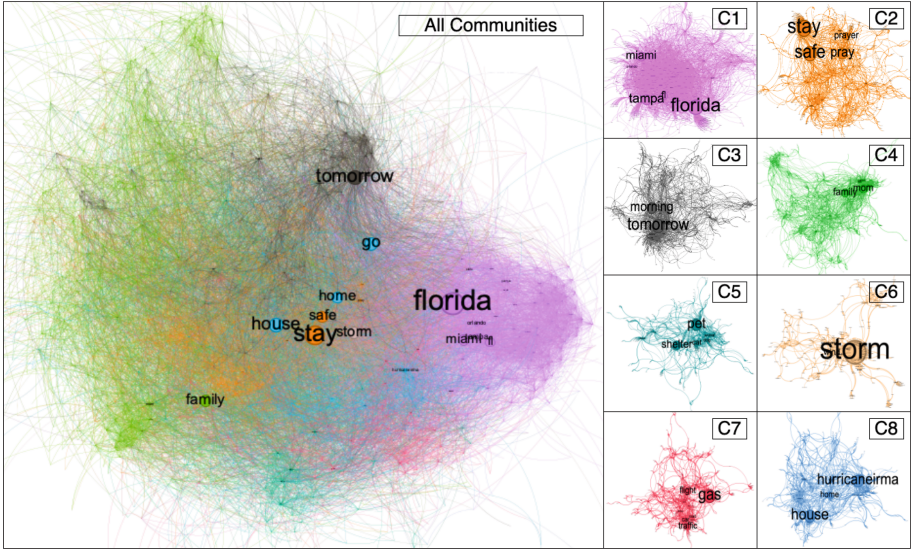 All Communities
tomorrow
go
florida
home
safe
house
stay
storm
orlando
miami
fl
family
C1
miami
tampa
fl
florida
C2
stay
prayer
safe
pray
C3
morning
tomorrow
C4
family
mom
C5
pet
shelter
C6
storm
C7
flight
gas
traffic
C8
hurricaneirma
home
house